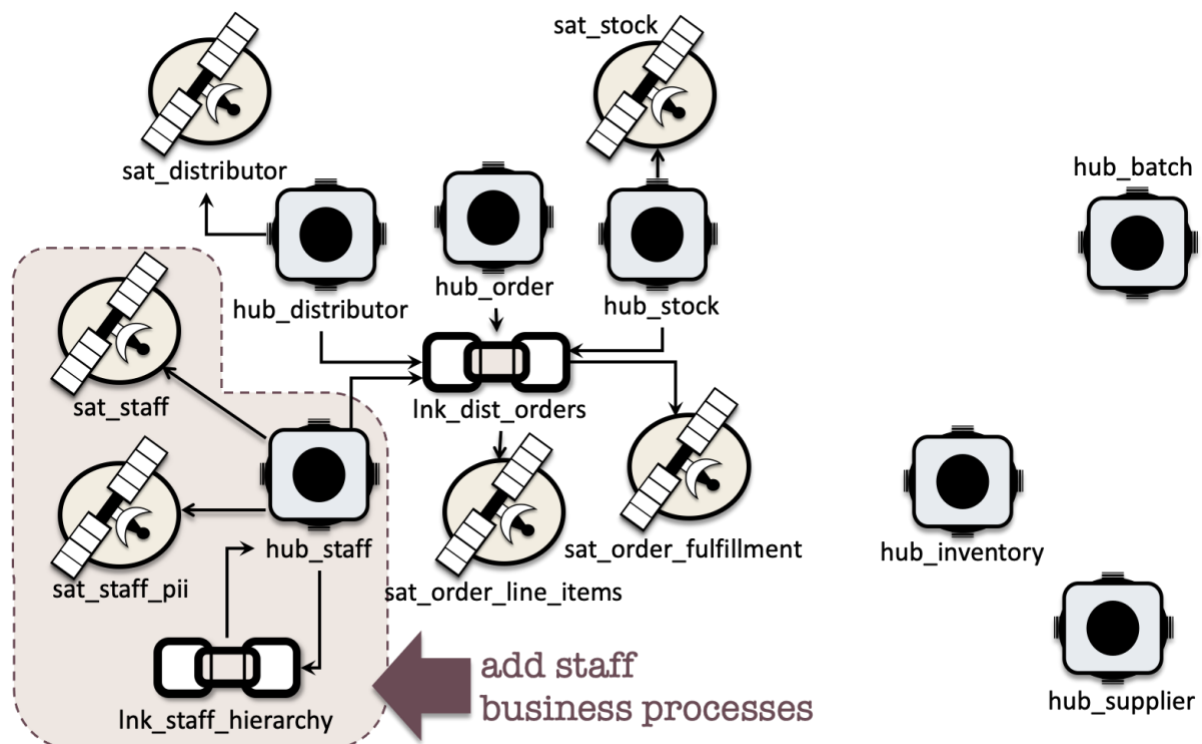 sat_stock
sat_distributor
hub_batch
hub_distributor
hub_order
hub_stock
sat_staff
lnk_dist_orders
hub_staff
sat_order_fulfillment
hub_inventory
sat_staff_pii
sat_order_line_items
add staff
business processes
lnk_staff_hierarchy
hub_supplier